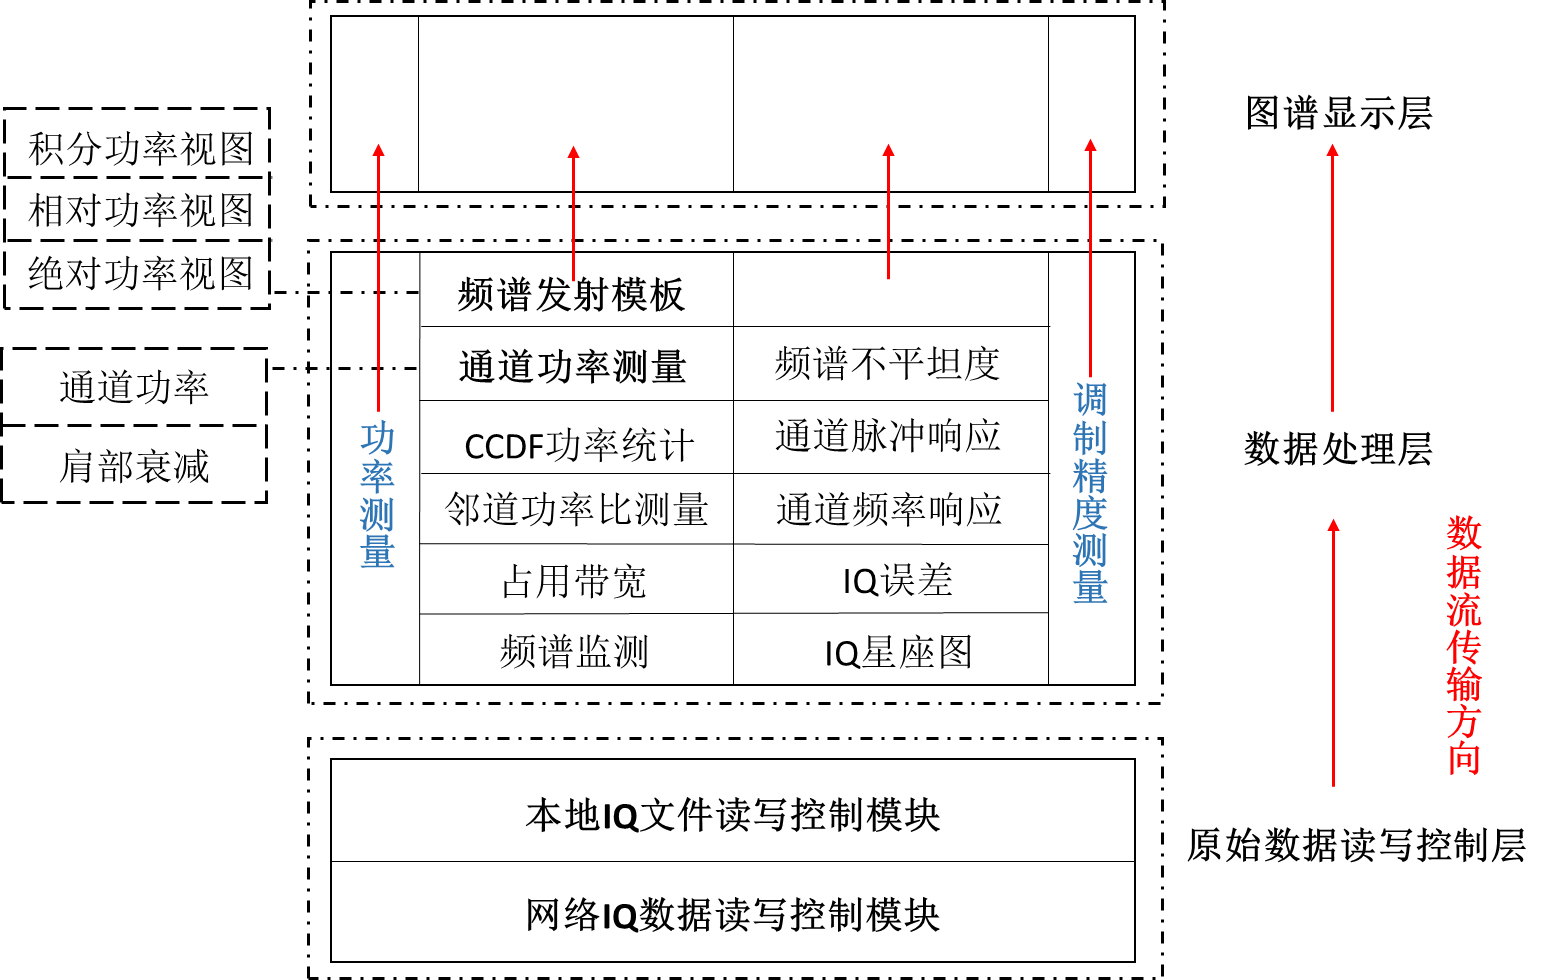 图谱显示层
积分功率视图
相对功率视图
绝对功率视图
通道功率
肩部衰减
功率测量
频谱发射模板
通道功率测量
频谱不平坦度
CCDF功率统计
通道脉冲响应
邻道功率比测量
通道频率响应
占用带宽
IQ误差
频谱监测
IQ星座图
调制精度测量
数据处理层
数据流传输方向
本地IQ文件读写控制模块
网络IQ数据读写控制模块
原始数据读写控制层